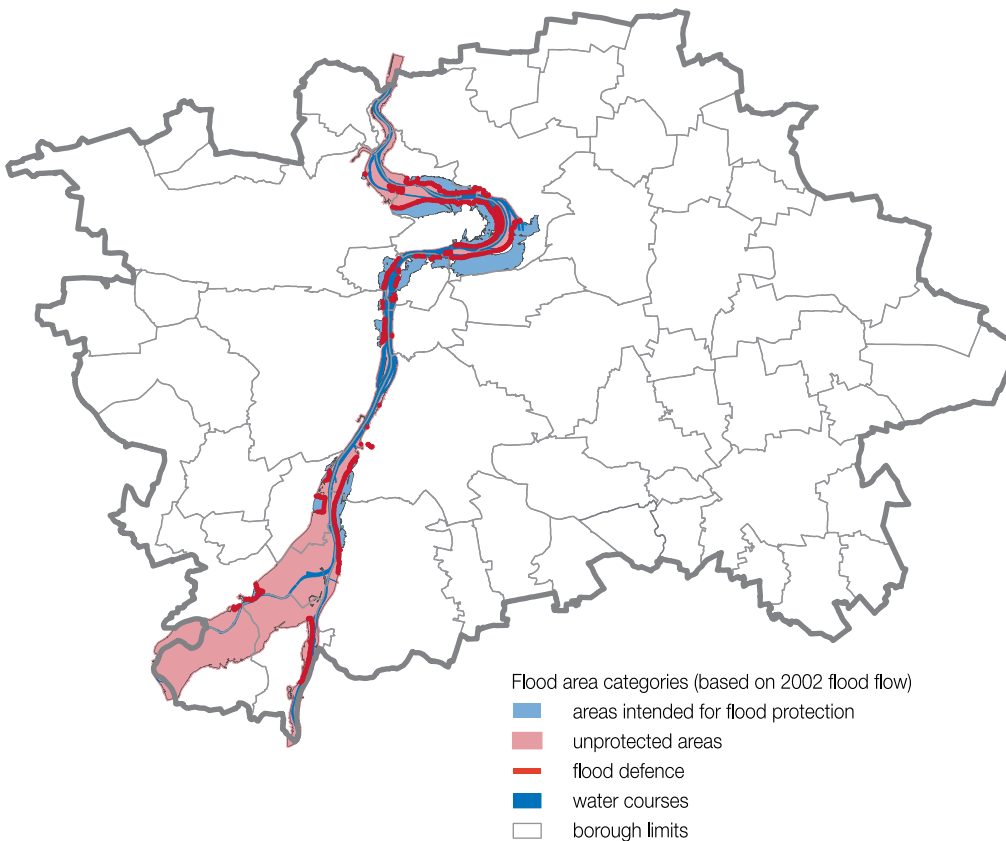 Flood area categories (based on 2002 flood flow)
areas intended for flood protection
unprotected areas
flood defence
water courses
borough limits